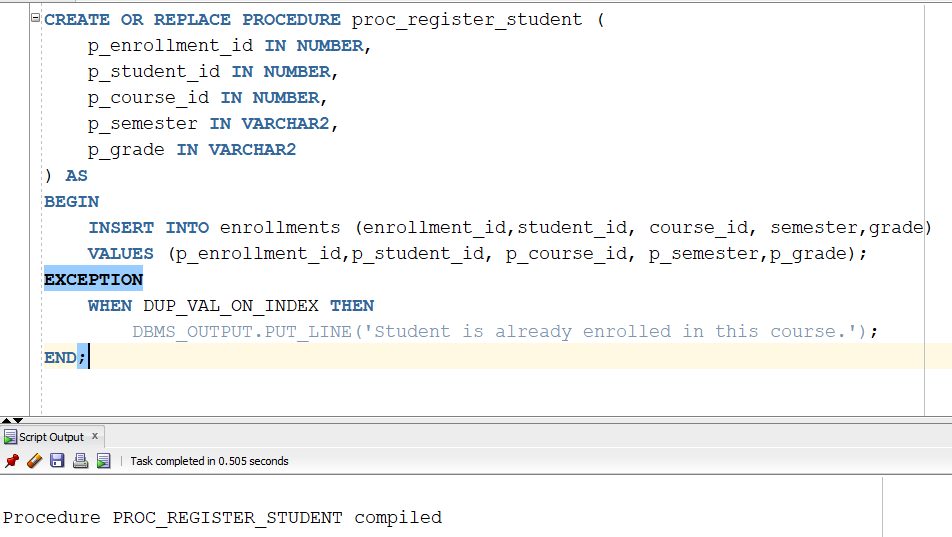 CREATE OR REPLACE PROCEDURE proc_register_student (
    p_enrollment_id IN NUMBER,
    p_student_id IN NUMBER,
    p_course_id IN NUMBER,
    p_semester IN VARCHAR2,
    p_grade IN VARCHAR2
) AS
BEGIN
    INSERT INTO enrollments (enrollment_id,student_id, course_id, semester,grade)
    VALUES (p_enrollment_id,p_student_id, p_course_id, p_semester,p_grade);
EXCEPTION
    WHEN DUP_VAL_ON_INDEX THEN
        DBMS_OUTPUT.PUT_LINE('Student is already enrolled in this course.');
END;
Script Output x
Task completed in 0.505 seconds
Procedure PROC_REGISTER_STUDENT compiled